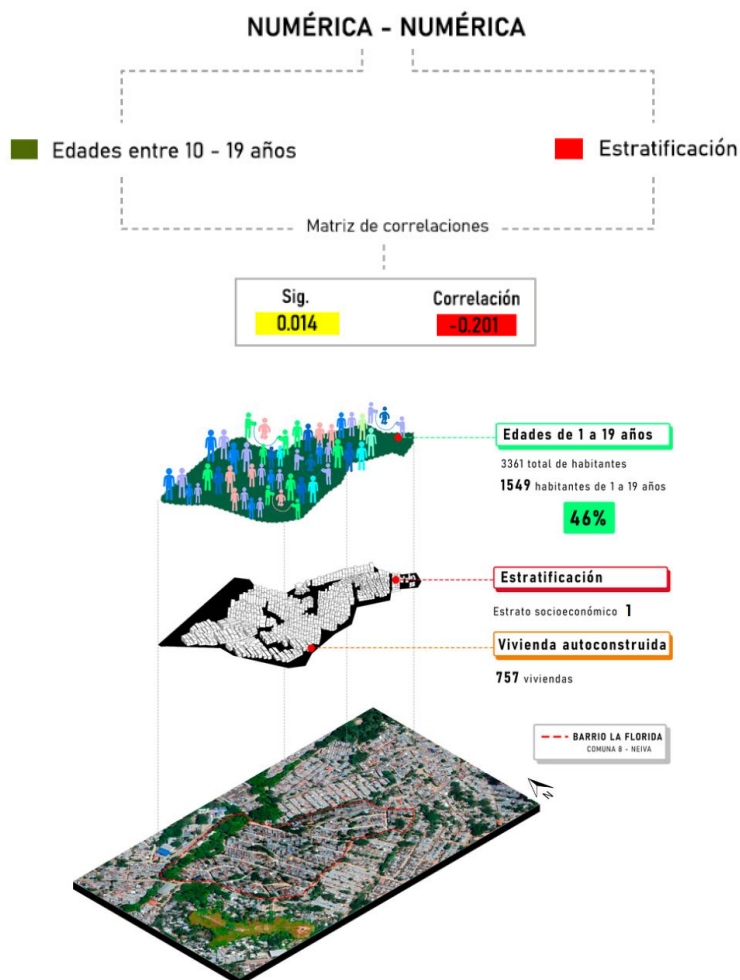 NUMÉRICA - NUMÉRICA
Edades entre 10 - 19 años
Estratificación
Matriz de correlaciones
Sig.
0.014
Correlación
-0.201
Edades de 1 a 19 años
3361 total de habitantes
1549 habitantes de 1 a 19 años
46%
Estratificación
Estrato socioeconómico 1
Vivienda autoconstruida
757 viviendas
BARRIO LA FLORIDA
COMUNA 8 - NEIVA
N